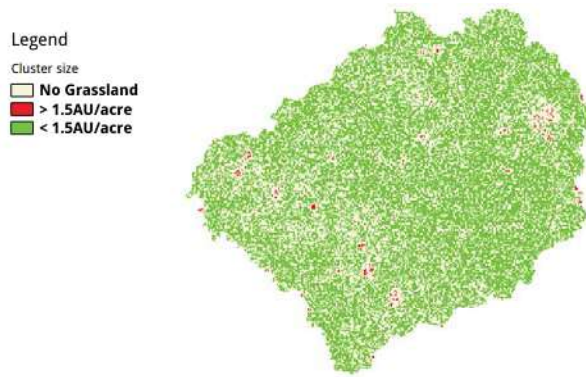 Legend
Cluster size
No Grassland
> 1.5AU/acre
< 1.5AU/acre